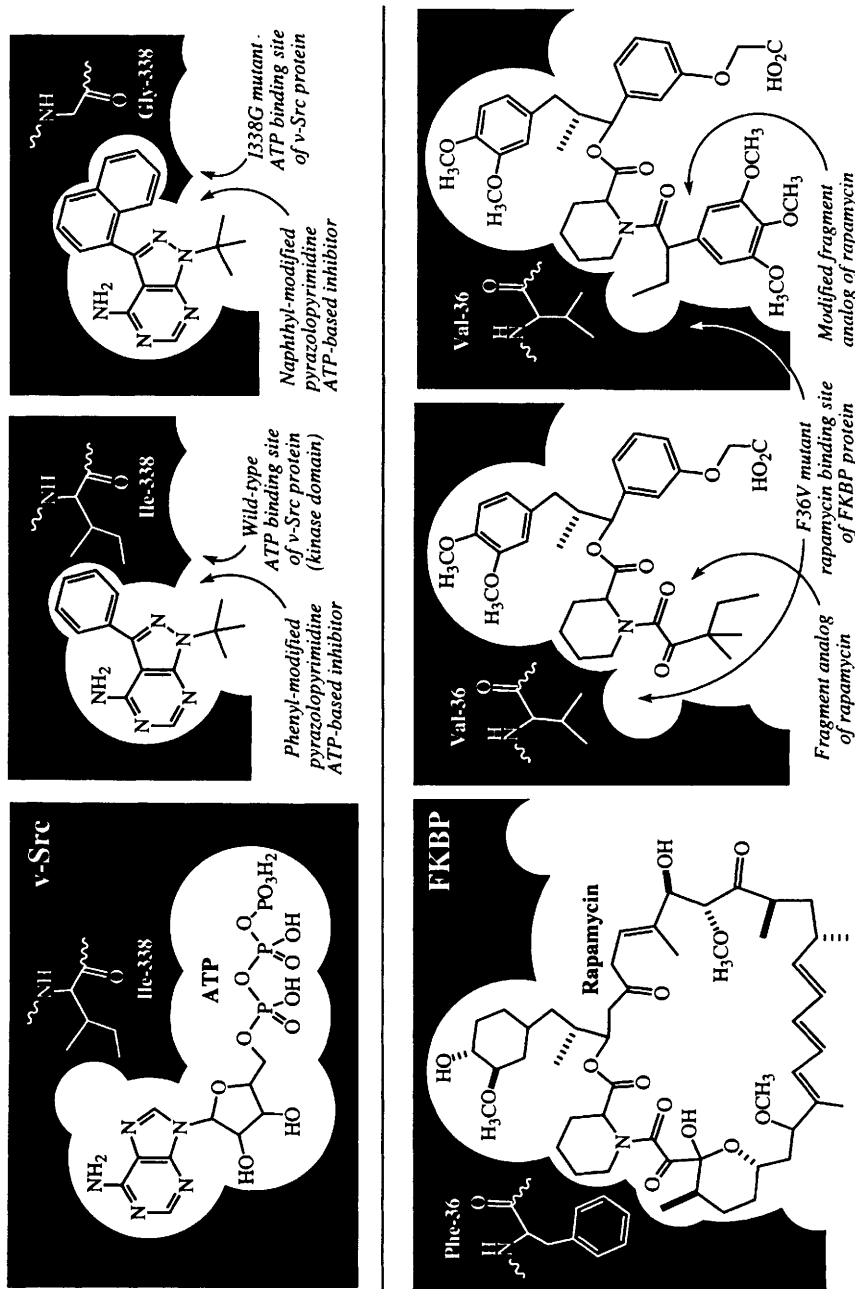 v-Src
NH
O
Ile-338
NH2
N
N
N
N
O
HO
HO
ATP
O
P
O
OH
O
P
O
OH
O
PO3H2
NH
O
Ile-338
NH2
N
N
N
N
Phenyl-modified
pyrazolopyrimidine
ATP-based inhibitor
Wild-type
ATP binding site
of v-Src protein
(kinase domain)
NH
O
Gly-338
NH2
N
N
N
N
Naphthyl-modified
pyrazolopyrimidine
ATP-based inhibitor
I338G mutant
ATP binding site
of v-Src protein
FKBP
Phe-36
H
N
O
HO
H3CO
Rapamycin
O
O
N
O
O
OH
O
OCH3
O
H3CO
OH
O
Val-36
H
N
O
H3CO
H3CO
O
O
N
O
O
O
HO2C
Fragment analog
of rapamycin
F36V mutant
rapamycin binding site
of FKBP protein
Val-36
H
N
O
H3CO
H3CO
O
O
N
O
O
HO2C
H3CO
OCH3
OCH3
Modified fragment
analog of rapamycin